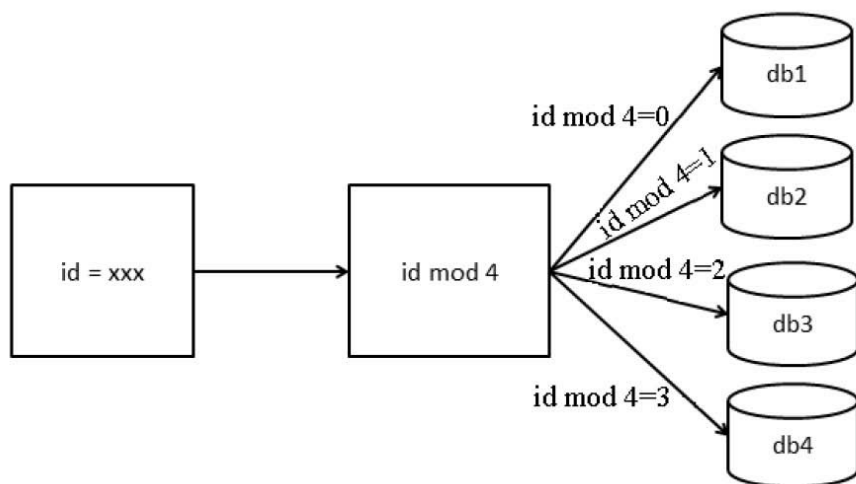 id = xxx
id mod 4
id mod 4=0
id mod 4=1
id mod 4=2
id mod 4=3
db1
db2
db3
db4